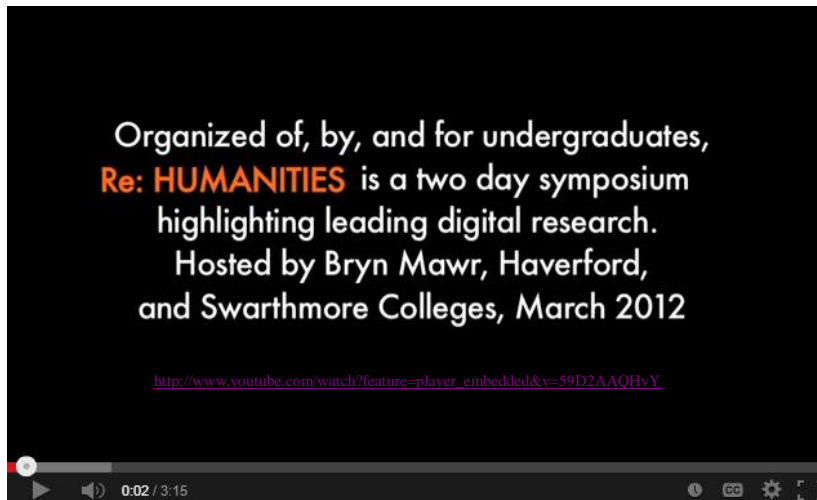 Organized of, by, and for undergraduates,
Re: HUMANITIES is a two day symposium
highlighting leading digital research.
Hosted by Bryn Mawr, Haverford,
and Swarthmore Colleges, March 2012
http://www.youtube.com/watch?feature=player_embedded&v=59D2AAQHyY
0:02 / 3:15
CC